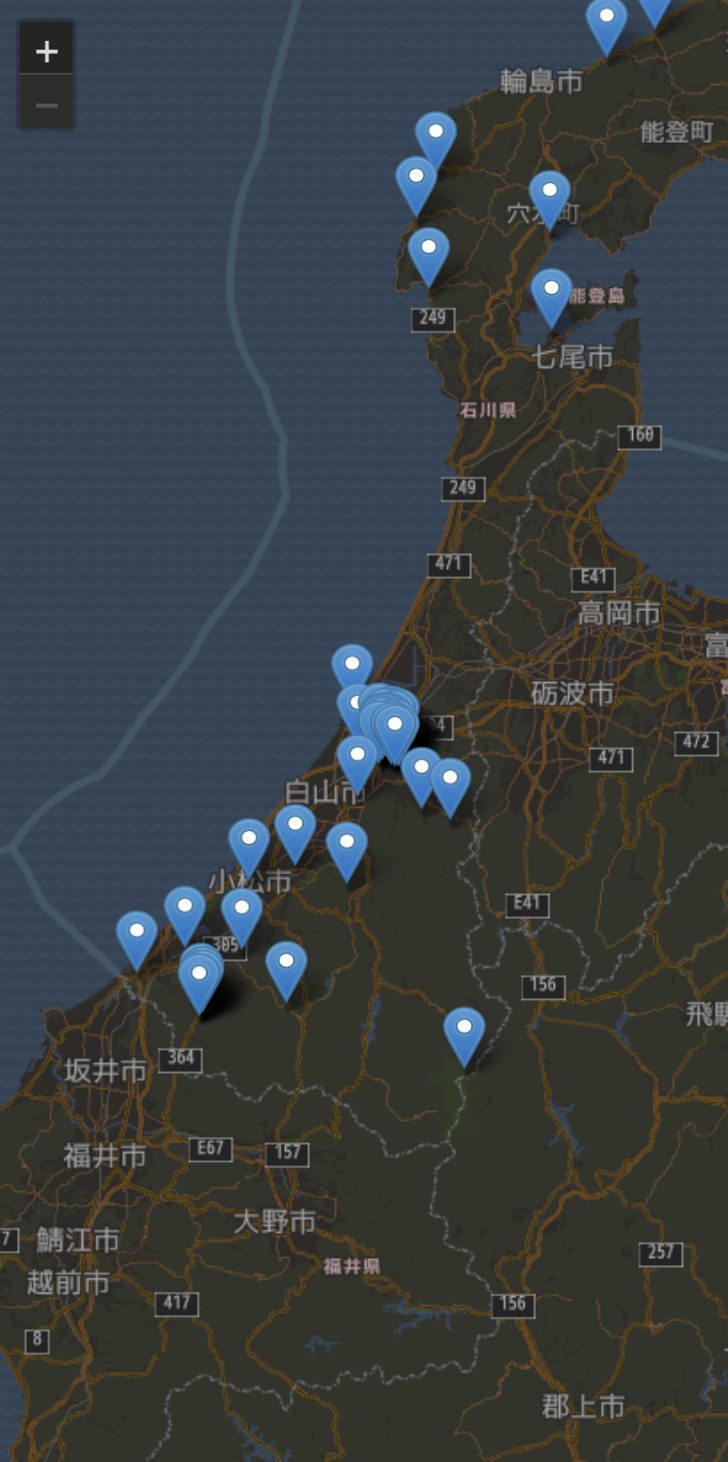 +
−
輪島市
能登町
穴水町
能登島
249
七尾市
石川県
160
249
471
E41
高岡市
砺波市
472
471
白山市
小松市
E41
305
156
364
坂井市
E67
157
福井市
大野市
鯖江市
257
福井県
越前市
417
156
8
郡上市